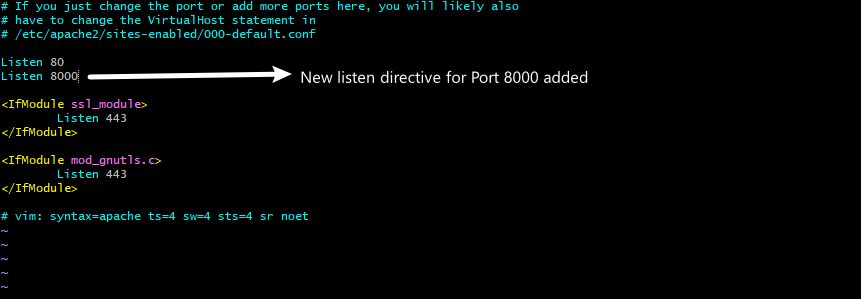 # If you just change the port or add more ports here, you will likely also
# have to change the VirtualHost statement in
# /etc/apache2/sites-enabled/000-default.conf
Listen 80
Listen 8000 New listen directive for Port 8000 added
<IfModule ssl_module>
Listen 443
</IfModule>
<IfModule mod_gnutls.c>
Listen 443
</IfModule>
# vim: syntax=apache ts=4 sw=4 sts=4 sr noet
~
~
~
~
~